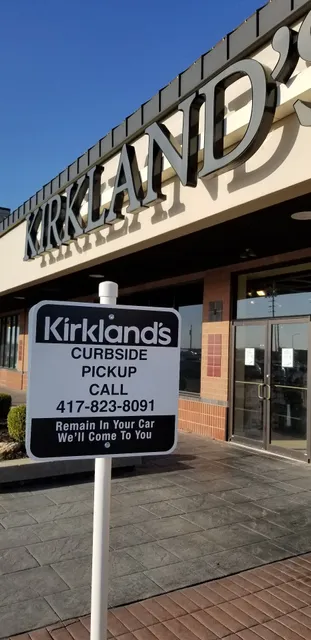 KIRKLAND'S
Kirkland's
CURBSIDE
PICKUP
CALL
417-823-8091
Remain In Your Car
We'll Come To You